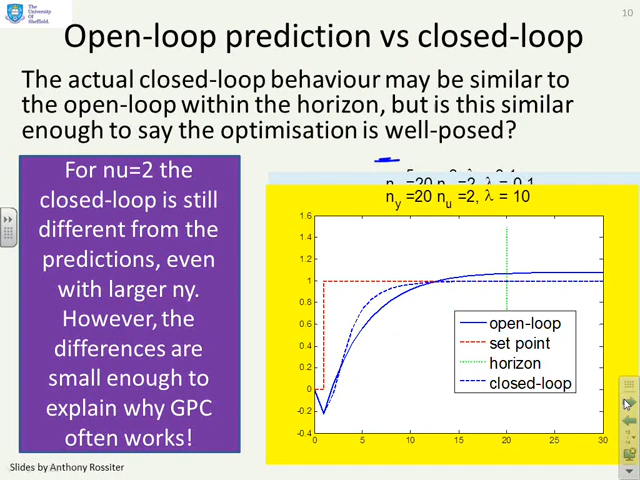 The
University
Of
Sheffield.
10
Open-loop prediction vs closed-loop
The actual closed-loop behaviour may be similar to
the open-loop within the horizon, but is this similar
enough to say the optimisation is well-posed?
For nu=2 the
closed-loop is still
different from the
predictions, even
with larger ny.
However, the
differences are
small enough to
explain why GPC
often works!
n =20 n =2, λ = 0.1
ny =20 nu =2, λ = 10
1.6
1.4
1.2
1
0.8
0.6
0.4
0.2
0
-0.2
-0.4
0 5 10 15 20 25 30
open-loop
set point
horizon
closed-loop
Slides by Anthony Rossiter